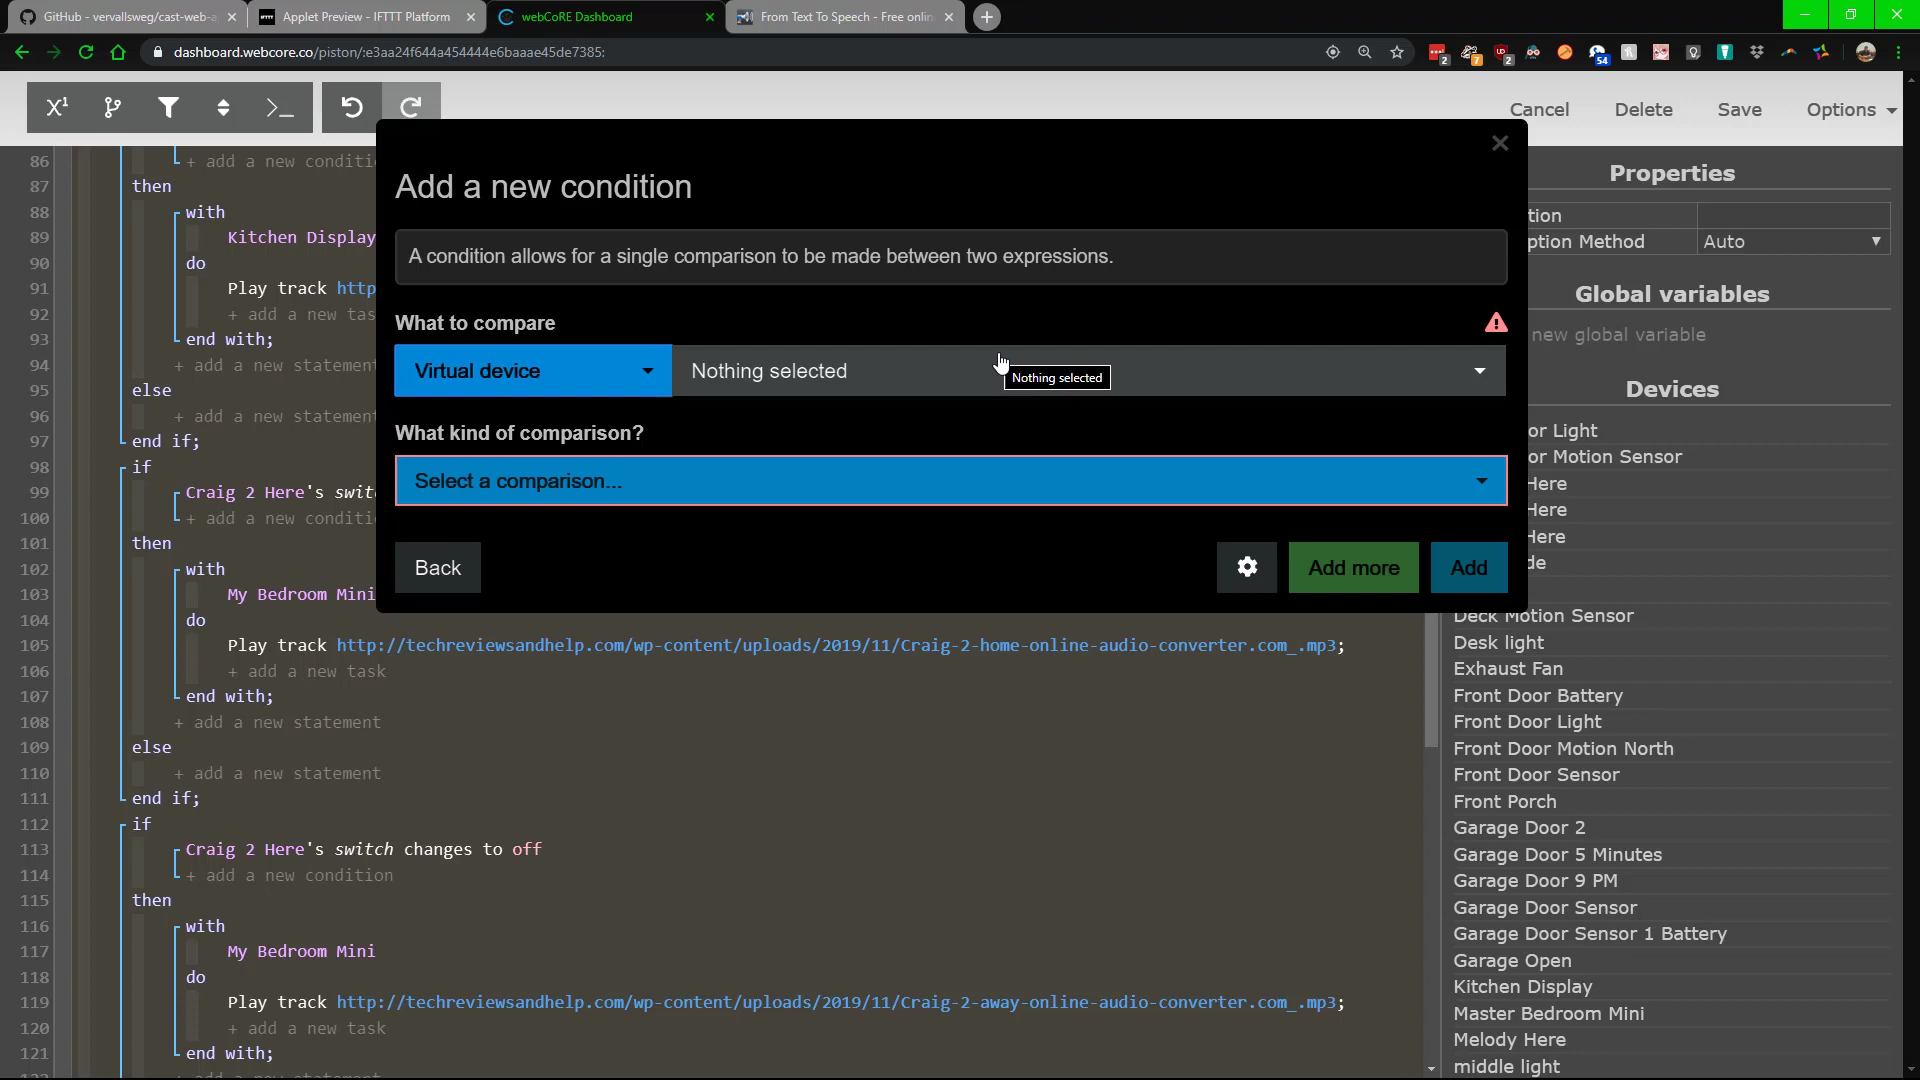 GitHub - vervallsweg/cast-web-a
Applet Preview - IFTTT Platform
webCoRE Dashboard
From Text To Speech - Free onlin
dashboard.webcore.co/piston/:e3aa24f644a454444e6baaae45de7385:
Cancel
Delete
Save
Options
Add a new condition
A condition allows for a single comparison to be made between two expressions.
What to compare
Virtual device
Nothing selected
Nothing selected
What kind of comparison?
Select a comparison...
Back
Add more
Add
86 + add a new conditi
87 then
88 with
89 Kitchen Display
90 do
91 Play track http
92 + add a new tas
93 end with;
94 + add a new statement
95 else
96 + add a new statement
97 end if;
98 if
99 Craig 2 Here's swit
100 + add a new conditi
101 then
102 with
103 My Bedroom Mini
104 do
105 Play track http://techreviewsandhelp.com/wp-content/uploads/2019/11/Craig-2-home-online-audio-converter.com_.mp3;
106 + add a new task
107 end with;
108 + add a new statement
109 else
110 + add a new statement
111 end if;
112 if
113 Craig 2 Here's switch changes to off
114 + add a new condition
115 then
116 with
117 My Bedroom Mini
118 do
119 Play track http://techreviewsandhelp.com/wp-content/uploads/2019/11/Craig-2-away-online-audio-converter.com_.mp3;
120 + add a new task
121 end with;
Properties
tion
ption Method Auto
Global variables
new global variable
Devices
or Light
or Motion Sensor
Here
Here
Here
de
Deck Motion Sensor
Desk light
Exhaust Fan
Front Door Battery
Front Door Light
Front Door Motion North
Front Door Sensor
Front Porch
Garage Door 2
Garage Door 5 Minutes
Garage Door 9 PM
Garage Door Sensor
Garage Door Sensor 1 Battery
Garage Open
Kitchen Display
Master Bedroom Mini
Melody Here
middle light